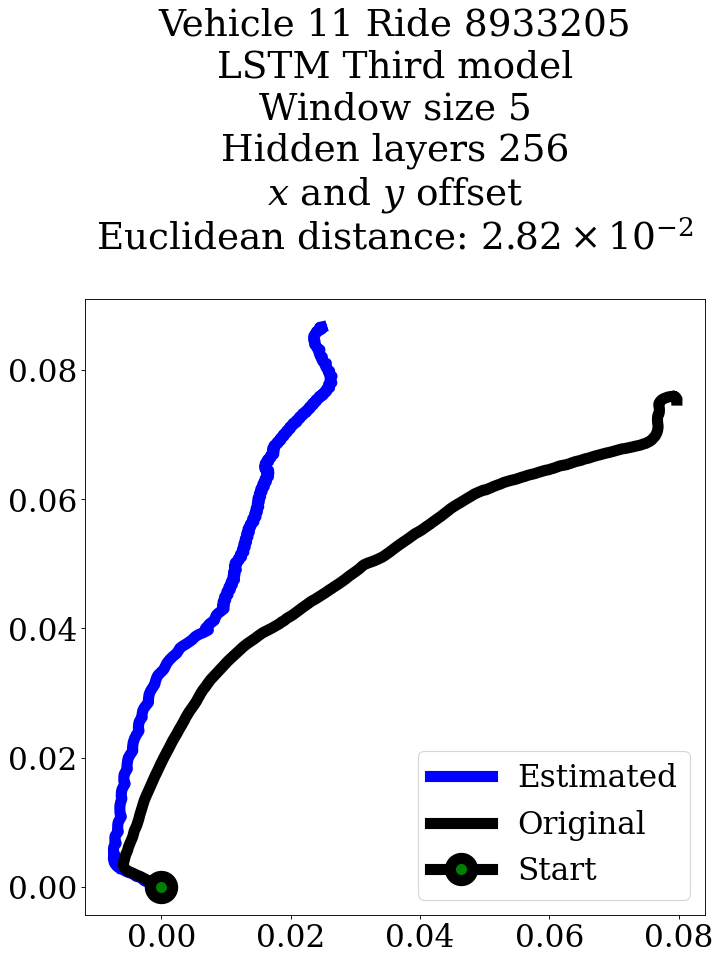 Vehicle 11 Ride 8933205
LSTM Third model
Window size 5
Hidden layers 256
x and y offset
Euclidean distance: 2.82 × 10⁻²
0.08
0.06
0.04
0.02
0.00
Estimated
Original
Start
0.00 0.02 0.04 0.06 0.08